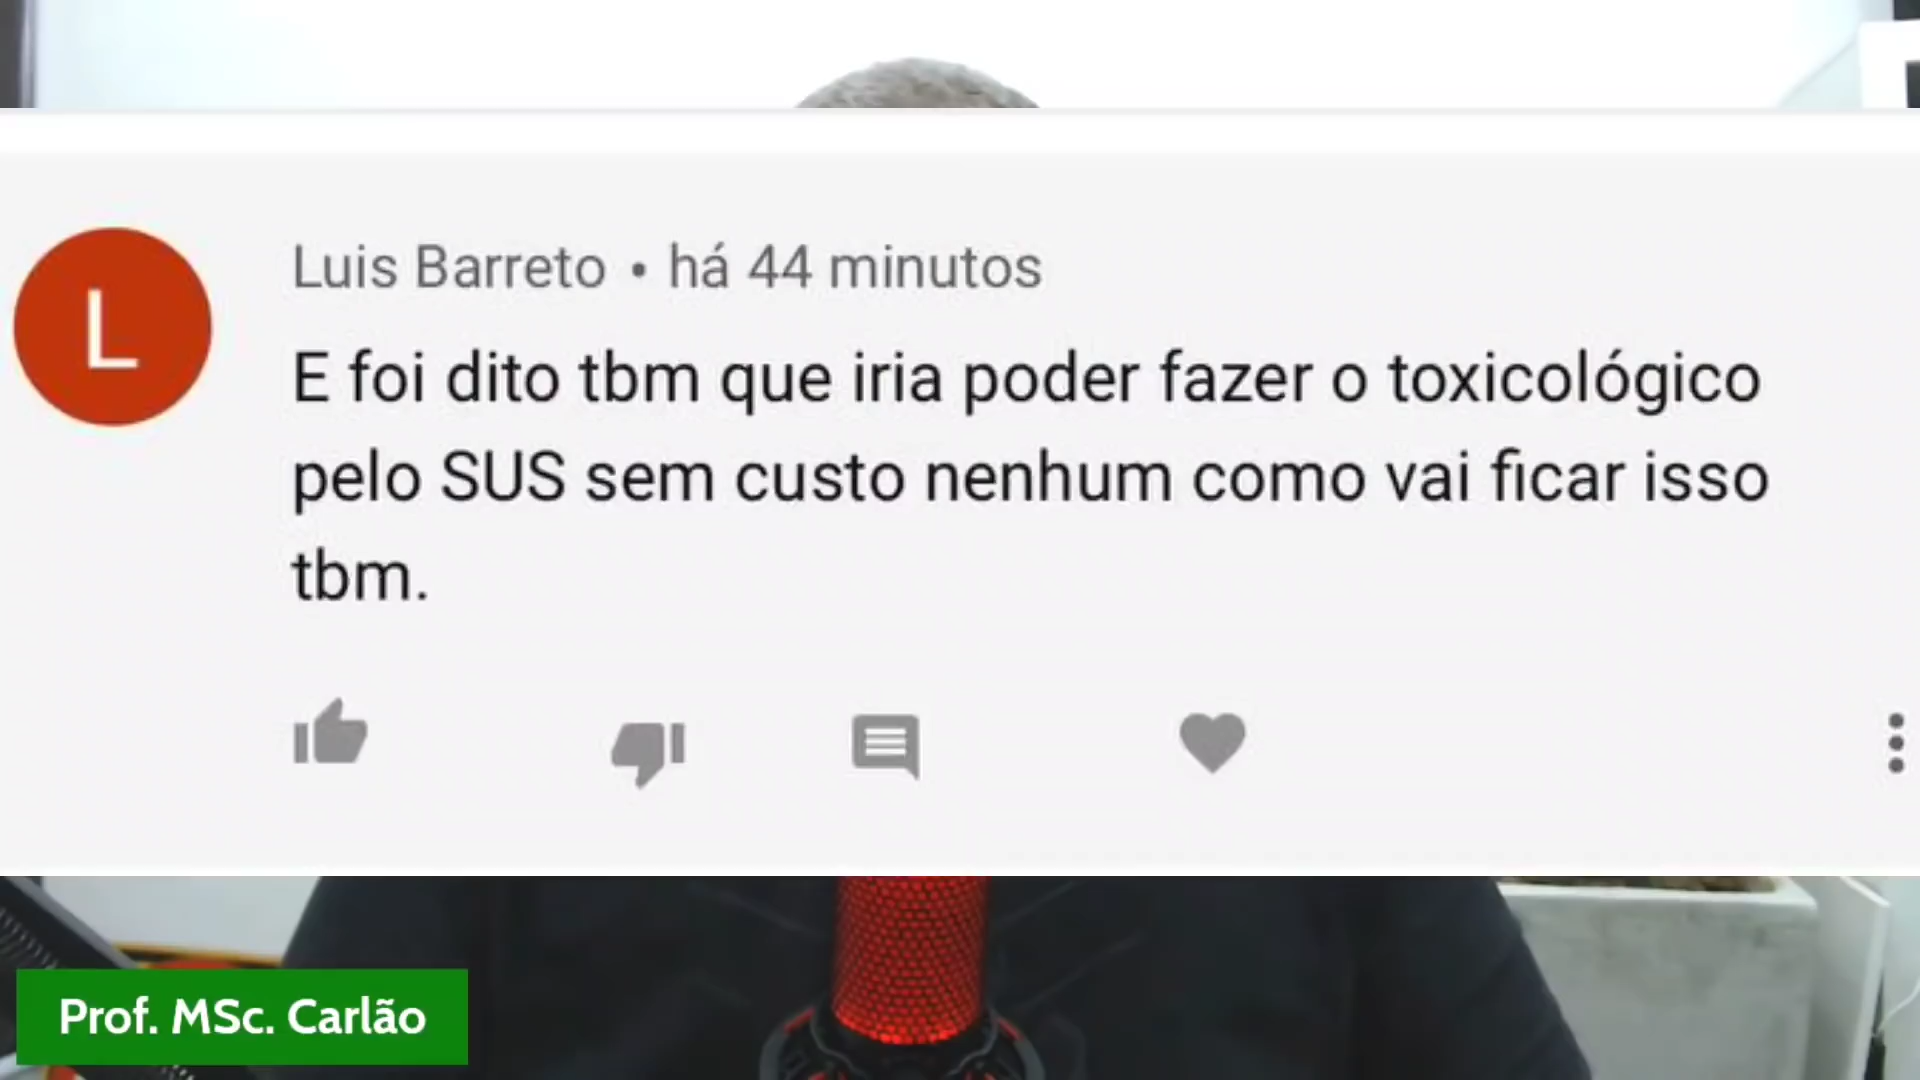 L
Luis Barreto • há 44 minutos
E foi dito tbm que iria poder fazer o toxicológico
pelo SUS sem custo nenhum como vai ficar isso
tbm.
Prof. MSc. Carlão